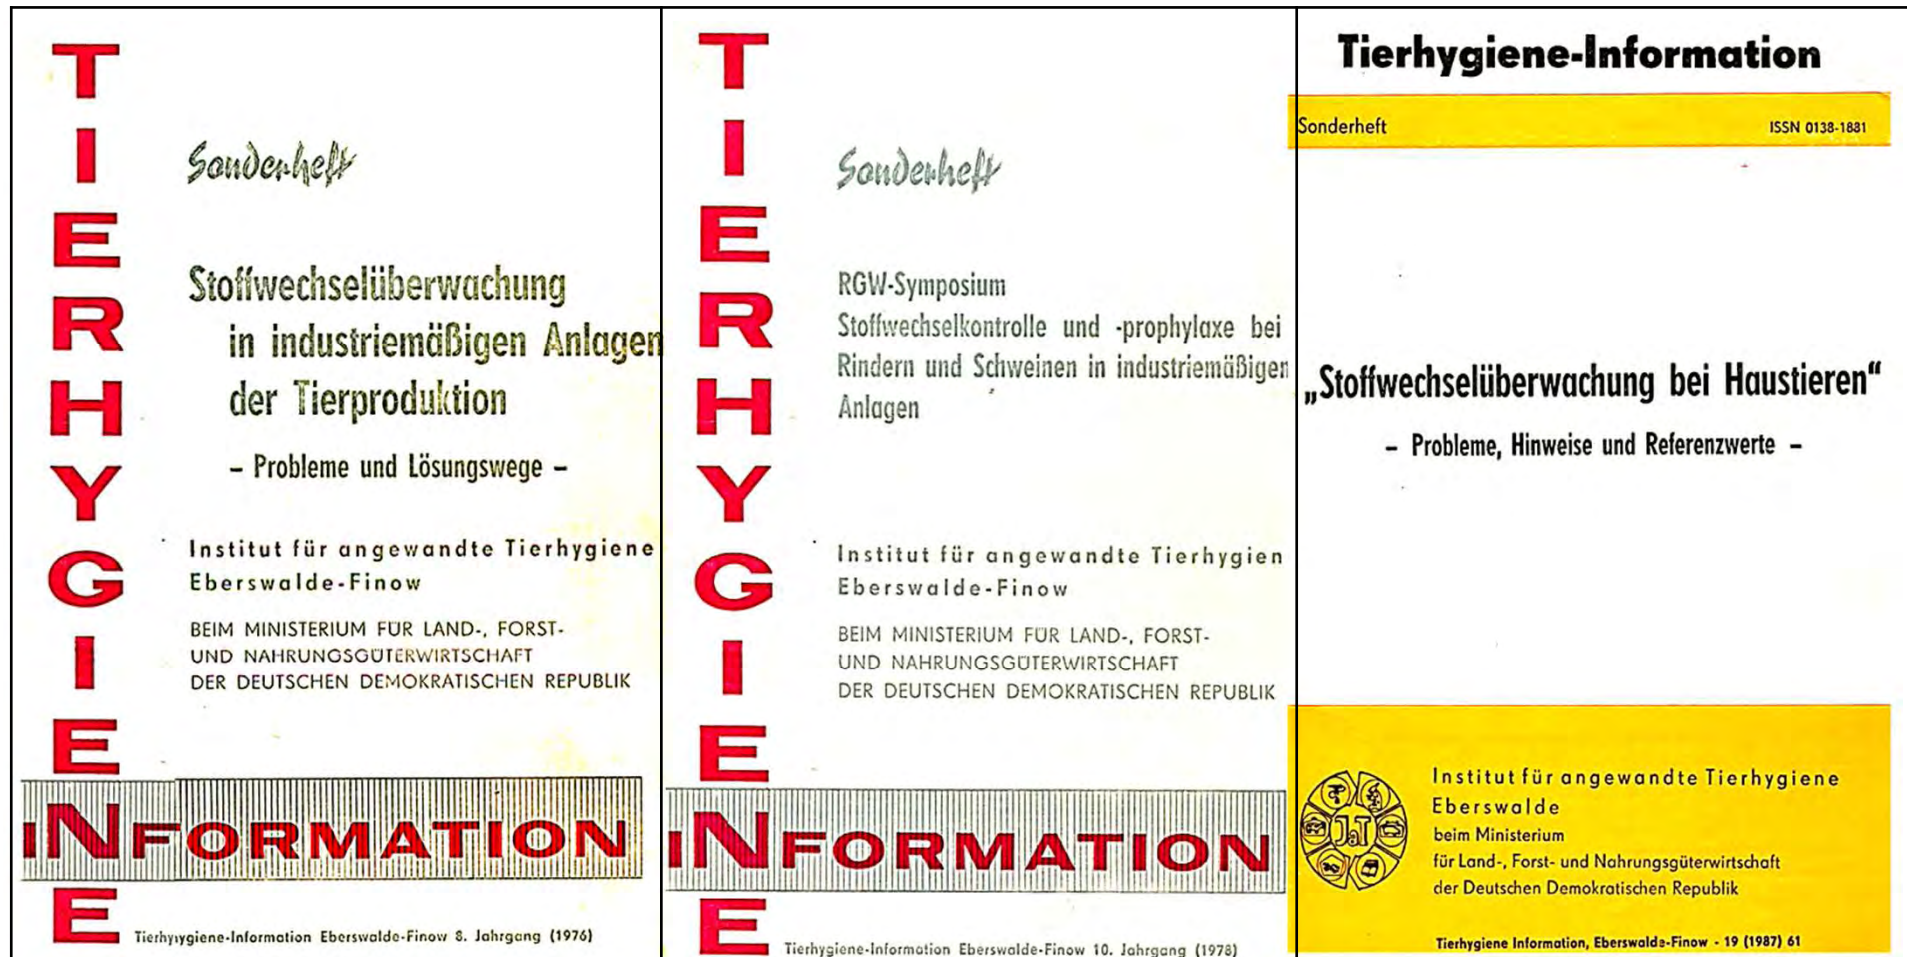 TIERHYGIENE
Sonderheft
Stoffwechselüberwachung
in industriemäßigen Anlagen
der Tierproduktion
– Probleme und Lösungswege –
Institut für angewandte Tierhygiene
Eberswalde-Finow
BEIM MINISTERIUM FÜR LAND-, FORST-
UND NAHRUNGSGÜTERWIRTSCHAFT
DER DEUTSCHEN DEMOKRATISCHEN REPUBLIK
INFORMATION
Tierhyıygiene-Information Eberswalde-Finow 8. Jahrgang (1976)
TIERHYGIENE
Sonderheft
RGW-Symposium
Stoffwechselkontrolle und -prophylaxe bei
Rindern und Schweinen in industriemäßigen
Anlagen
Institut für angewandte Tierhygien
Eberswalde-Finow
BEIM MINISTERIUM FÜR LAND-, FORST-
UND NAHRUNGSGÜTERWIRTSCHAFT
DER DEUTSCHEN DEMOKRATISCHEN REPUBLIK
INFORMATION
Tierhygiene-Information Eberswalde-Finow 10. Jahrgang (1978)
Tierhygiene-Information
Sonderheft ISSN 0138-1881
„Stoffwechselüberwachung bei Haustieren“
– Probleme, Hinweise und Referenzwerte –
JaT
Institut für angewandte Tierhygiene
Eberswalde
beim Ministerium
für Land-, Forst- und Nahrungsgüterwirtschaft
der Deutschen Demokratischen Republik
Tierhygiene Information, Eberswalde-Finow - 19 (1987) 61